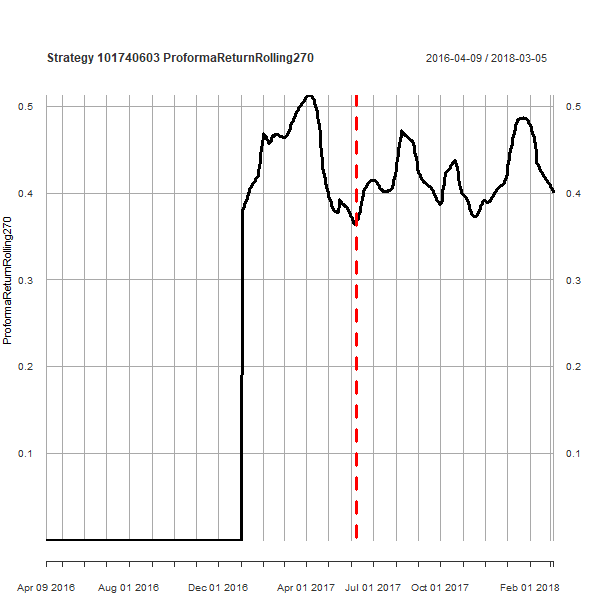 Strategy 101740603 ProformaReturnRolling270
2016-04-09 / 2018-03-05
0.5 0.5
0.4 0.4
0.3 0.3
0.2 0.2
0.1 0.1
ProformaReturnRolling270
Apr 09 2016 Aug 01 2016 Dec 01 2016 Apr 01 2017 Jul 01 2017 Oct 01 2017 Feb 01 2018